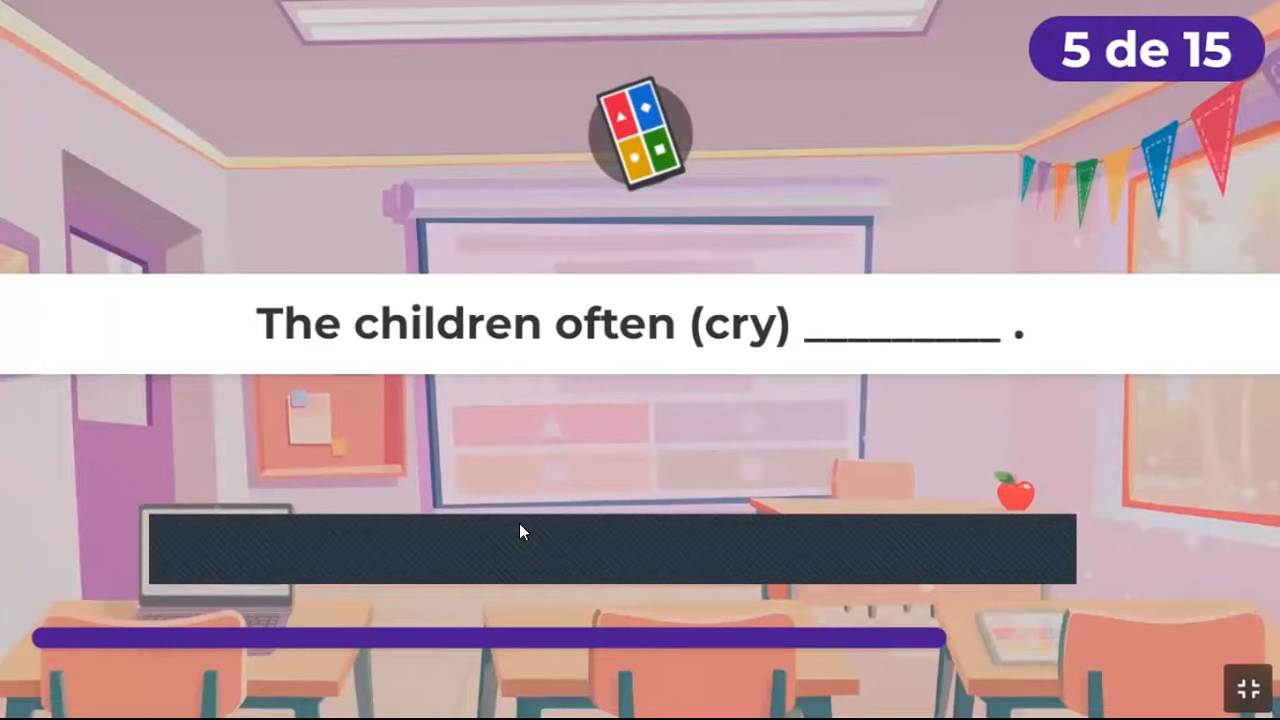 5 de 15
The children often (cry) _________ .